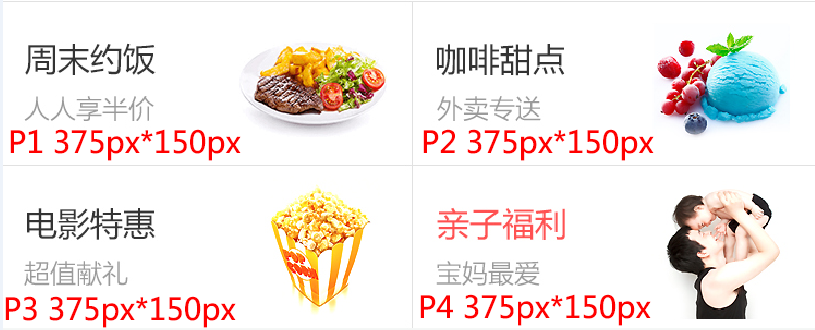 周末约饭
人人享半价
P1 375px*150px
咖啡甜点
外卖专送
P2 375px*150px
电影特惠
超值献礼
POP
CORN
P3 375px*150px
亲子福利
宝妈最爱
P4 375px*150px